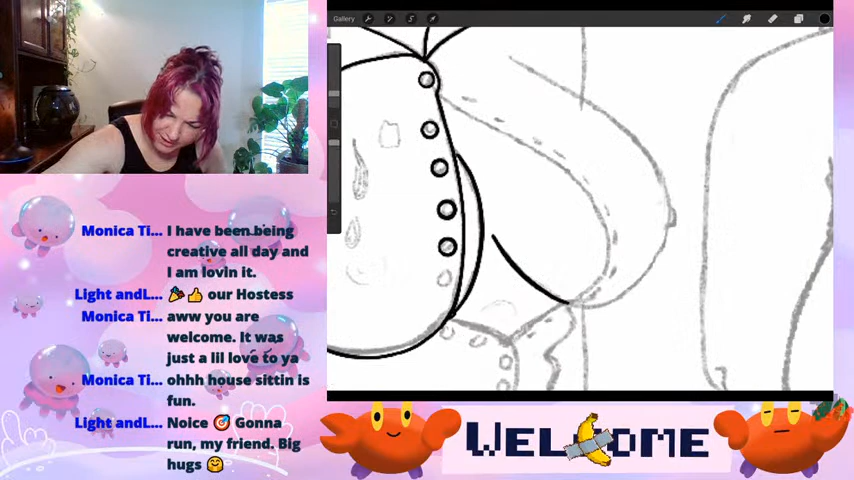 Gallery
Monica Ti... I have been being
creative all day and
I am lovin it.
Light andL... 🎉👍 our Hostess
Monica Ti... aww you are
welcome. It was
just a lil love to ya
Monica Ti... ohhh house sittin is
fun.
Light andL... Noice 🎯 Gonna
run, my friend. Big
hugs 🤗
WELCOME